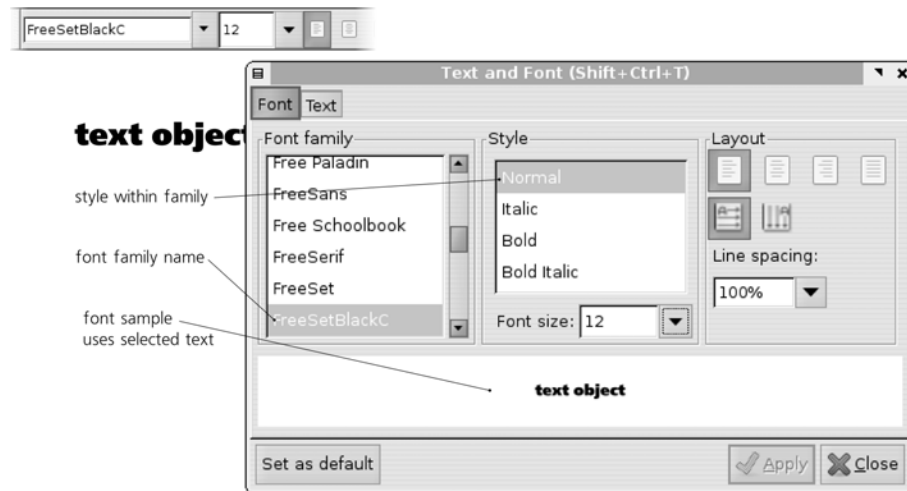 FreeSetBlackC 12
Text and Font (Shift+Ctrl+T)
Font Text
text object
Font family
Free Paladin
FreeSans
Free Schoolbook
FreeSerif
FreeSet
FreeSetBlackC
Style
Normal
Italic
Bold
Bold Italic
Font size: 12
Layout
Line spacing:
100%
style within family
font family name
font sample
uses selected text
text object
Set as default
Apply
Close